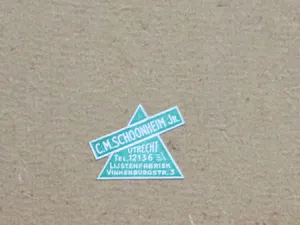 C.M. SCHOONHEIM Jr.
UTRECHT
TEL. 12136
LIJSTENFABRIEK
VINKENBURGSTR. 3